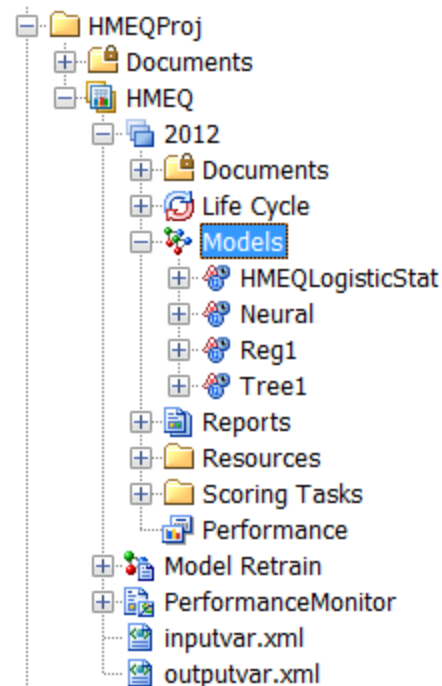 HMEQProj
Documents
HMEQ
2012
Documents
Life Cycle
Models
HMEQLogisticStat
Neural
Reg1
Tree1
Reports
Resources
Scoring Tasks
Performance
Model Retrain
PerformanceMonitor
inputvar.xml
outputvar.xml